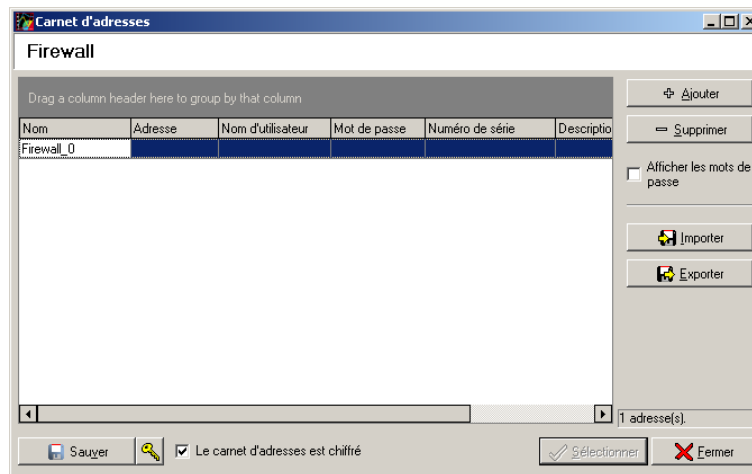 Carnet d'adresses
Firewall
Drag a column header here to group by that column
Nom Adresse Nom d'utilisateur Mot de passe Numéro de série Descriptio
Firewall_0
Ajouter
Supprimer
Afficher les mots de
passe
Importer
Exporter
1 adresse(s).
Sauver
Le carnet d'adresses est chiffré
Sélectionner
Fermer